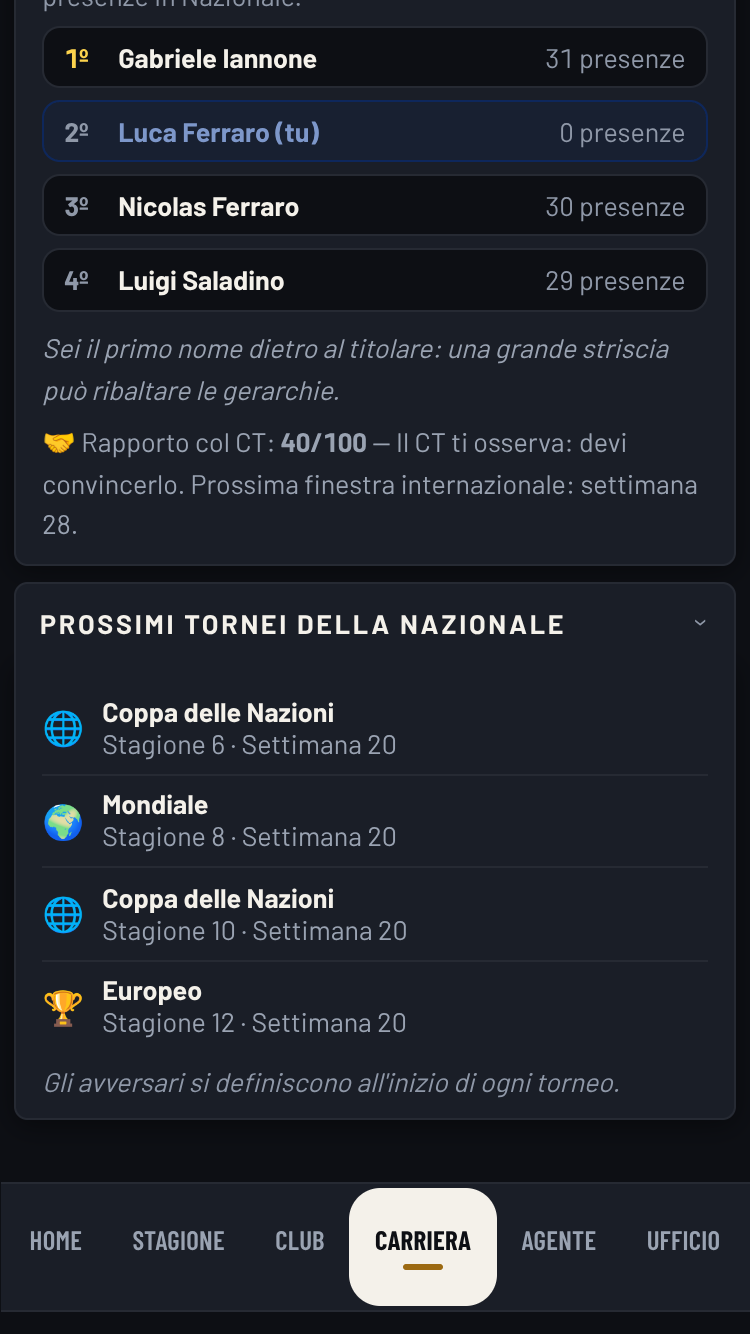 presenze in Nazionale.
1º Gabriele Iannone 31 presenze
2º Luca Ferraro (tu) 0 presenze
3º Nicolas Ferraro 30 presenze
4º Luigi Saladino 29 presenze
Sei il primo nome dietro al titolare: una grande striscia
può ribaltare le gerarchie.
🤝 Rapporto col CT: 40/100 — Il CT ti osserva: devi
convincerlo. Prossima finestra internazionale: settimana
28.
PROSSIMI TORNEI DELLA NAZIONALE
Coppa delle Nazioni
Stagione 6 · Settimana 20
Mondiale
Stagione 8 · Settimana 20
Coppa delle Nazioni
Stagione 10 · Settimana 20
Europeo
Stagione 12 · Settimana 20
Gli avversari si definiscono all'inizio di ogni torneo.
HOME STAGIONE CLUB CARRIERA AGENTE UFFICIO